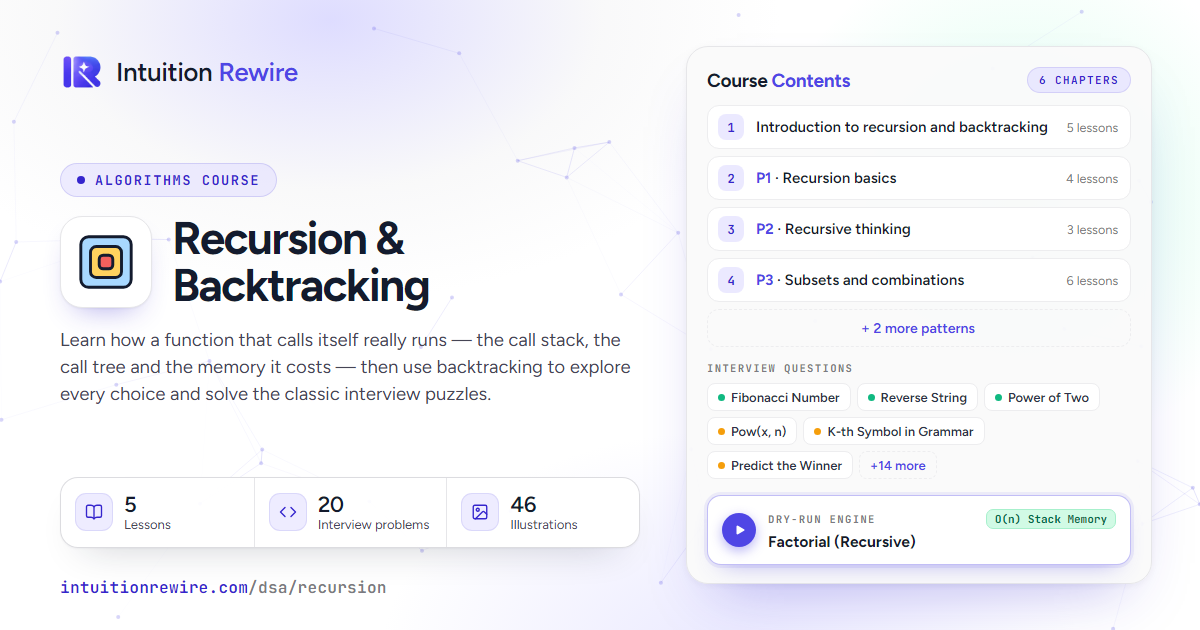 Intuition Rewire
ALGORITHMS COURSE
Recursion &
Backtracking
Learn how a function that calls itself really runs — the call stack, the
call tree and the memory it costs — then use backtracking to explore
every choice and solve the classic interview puzzles.
5
Lessons
20
Interview problems
46
Illustrations
intuitionrewire.com/dsa/recursion
Course Contents
6 CHAPTERS
1 Introduction to recursion and backtracking 5 lessons
2 P1 · Recursion basics 4 lessons
3 P2 · Recursive thinking 3 lessons
4 P3 · Subsets and combinations 6 lessons
+ 2 more patterns
INTERVIEW QUESTIONS
Fibonacci Number Reverse String Power of Two
Pow(x, n) K-th Symbol in Grammar
Predict the Winner +14 more
DRY-RUN ENGINE
O(n) Stack Memory
Factorial (Recursive)